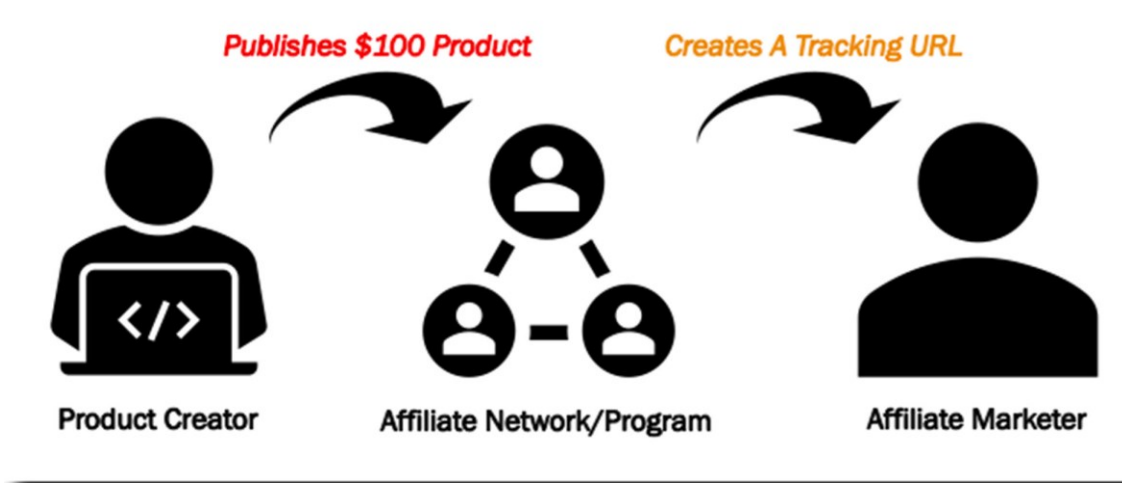 Publishes $100 Product
Creates A Tracking URL
</>
Product Creator
Affiliate Network/Program
Affiliate Marketer